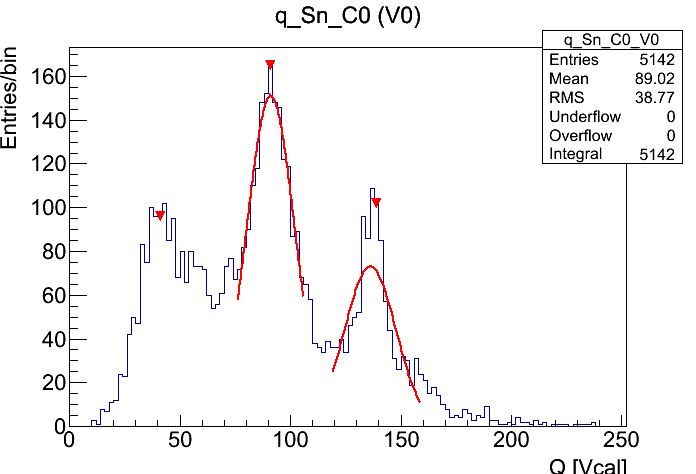 q_Sn_C0 (V0)
q_Sn_C0_V0
Entries 5142
Mean 89.02
RMS 38.77
Underflow 0
Overflow 0
Integral 5142
Entries/bin
160
140
120
100
80
60
40
20
0
0 50 100 150 200 250
Q [Vcal]